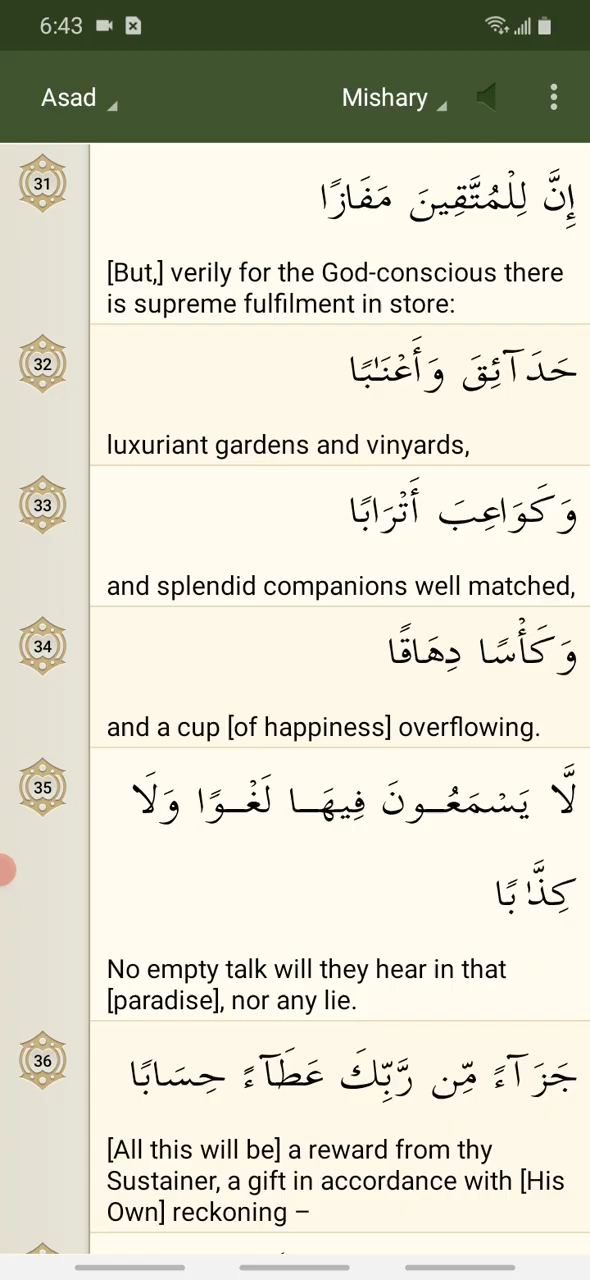 6:43
Asad
Mishary
31
إِنَّ لِلْمُتَّقِينَ مَفَازًا
[But,] verily for the God-conscious there
is supreme fulfilment in store:
32
حَدَآئِقَ وَأَعْنَـٰبًا
luxuriant gardens and vinyards,
33
وَكَوَاعِبَ أَتْرَابًا
and splendid companions well matched,
34
وَكَأْسًا دِهَاقًا
and a cup [of happiness] overflowing.
35
لَّا يَسْمَعُـونَ فِيهَـا لَغْـوًا وَلَا
كِذَّٰبًا
No empty talk will they hear in that
[paradise], nor any lie.
36
جَزَآءً مِّن رَّبِّكَ عَطَآءً حِسَابًا
[All this will be] a reward from thy
Sustainer, a gift in accordance with [His
Own] reckoning –